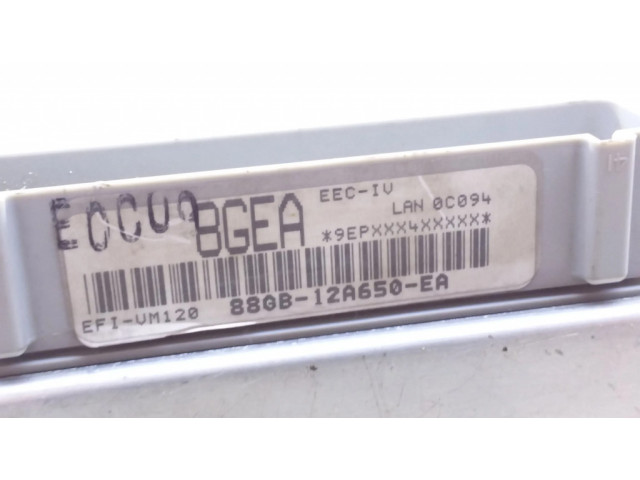 EEC-IV
8GEA
LAN 0C094
*9EPXXX4XXXXX*
EFI-VM120
88GB-12A650-EA